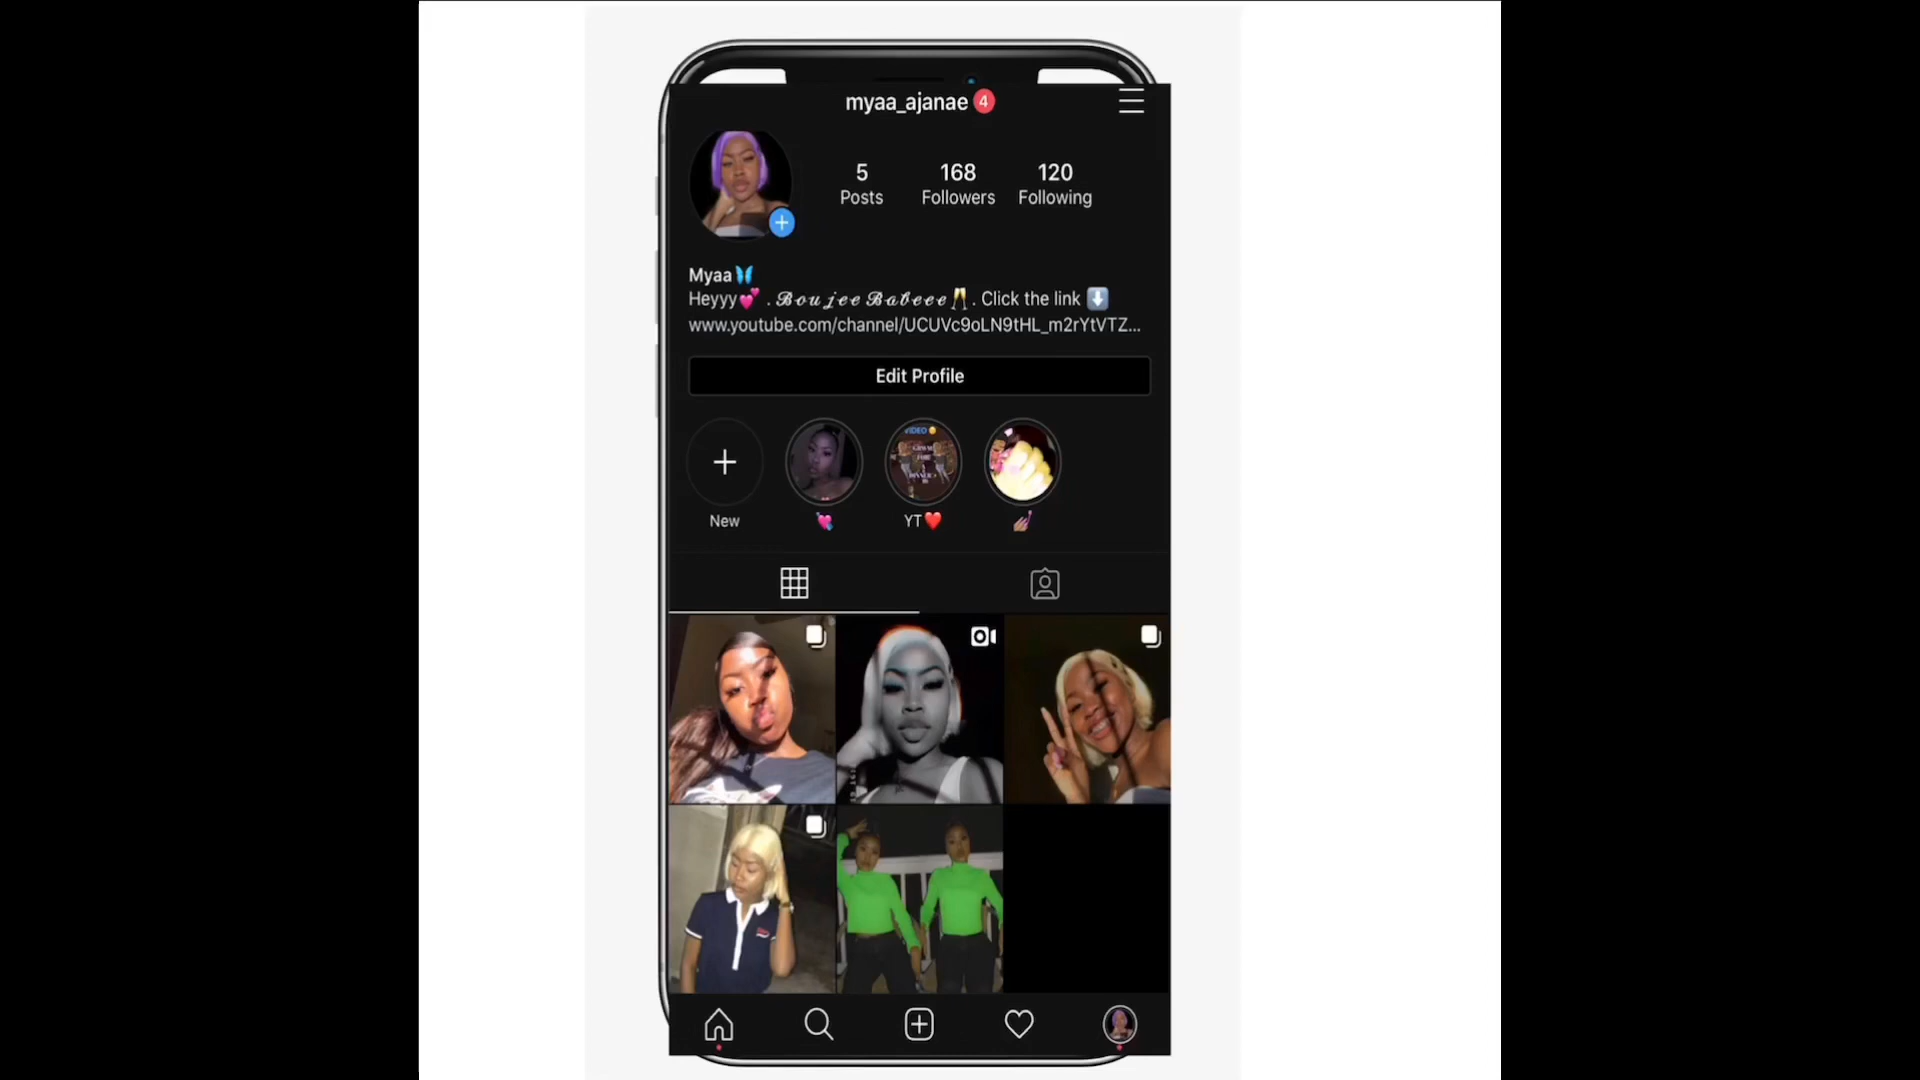 myaa_ajanae 4
5 168 120
Posts Followers Following
Myaa🦋
Heyyy💕 . 𝓑𝓸𝓾𝓳𝓮𝓮 𝓑𝓪𝓫𝓮𝓮𝓮🥂. Click the link ⬇️
www.youtube.com/channel/UCUVc9oLN9tHL_m2rYtVTZ...
Edit Profile
VIDEO
New 💘 YT❤️ 💅🏽